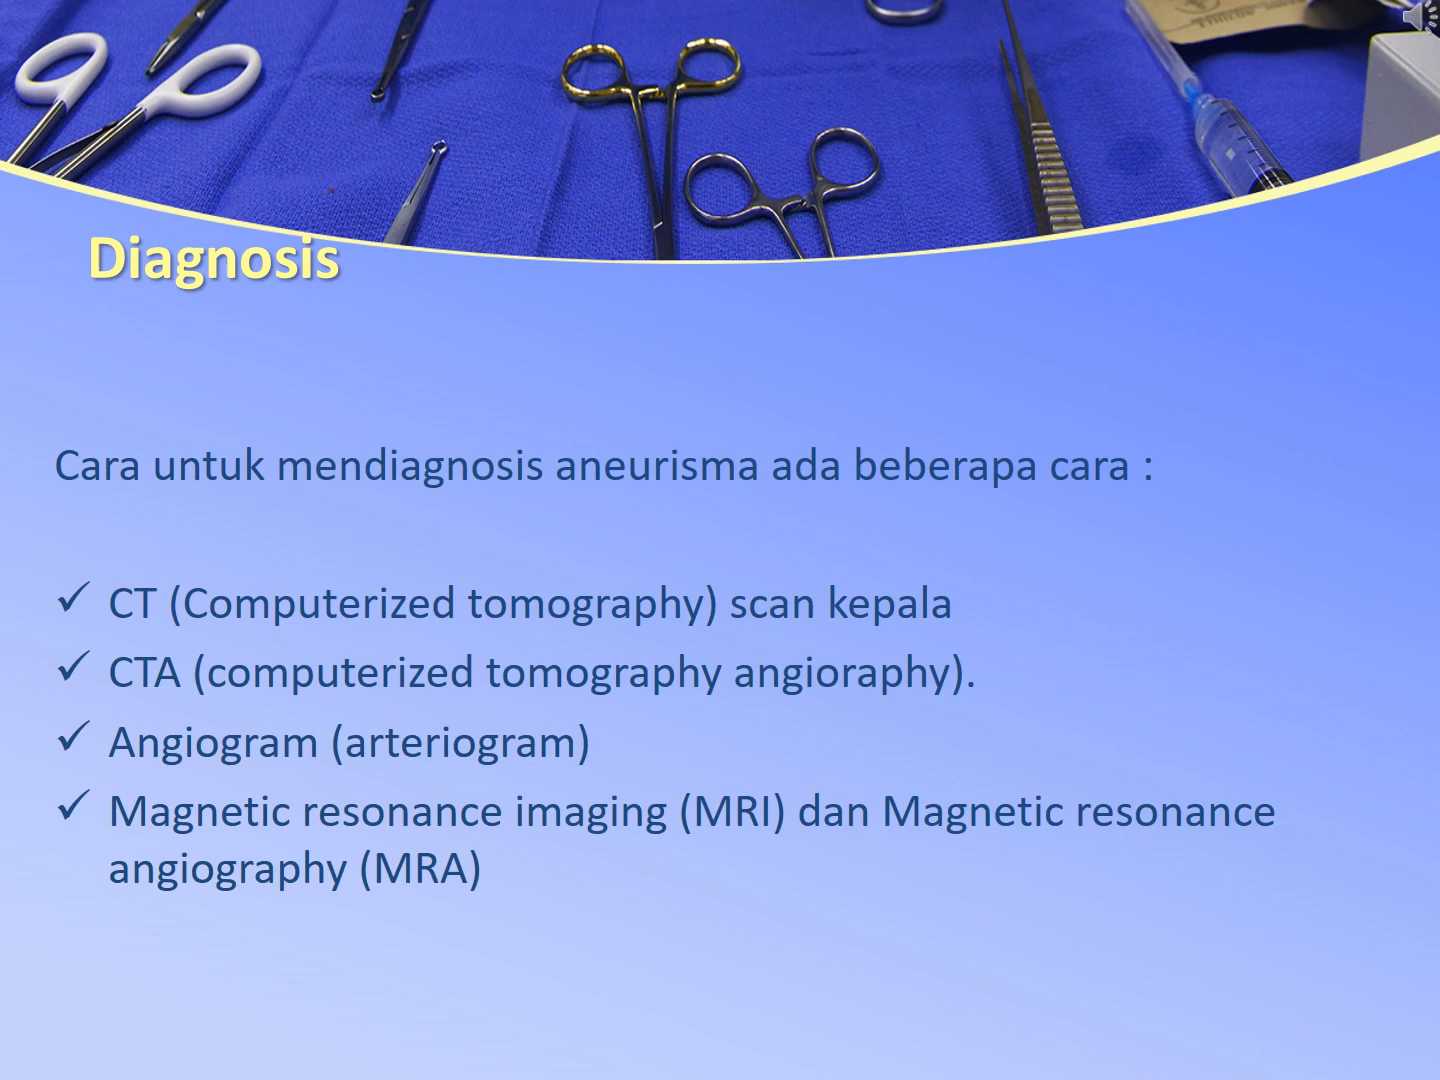 Diagnosis
Cara untuk mendiagnosis aneurisma ada beberapa cara :
✓ CT (Computerized tomography) scan kepala
✓ CTA (computerized tomography angioraphy).
✓ Angiogram (arteriogram)
✓ Magnetic resonance imaging (MRI) dan Magnetic resonance
angiography (MRA)